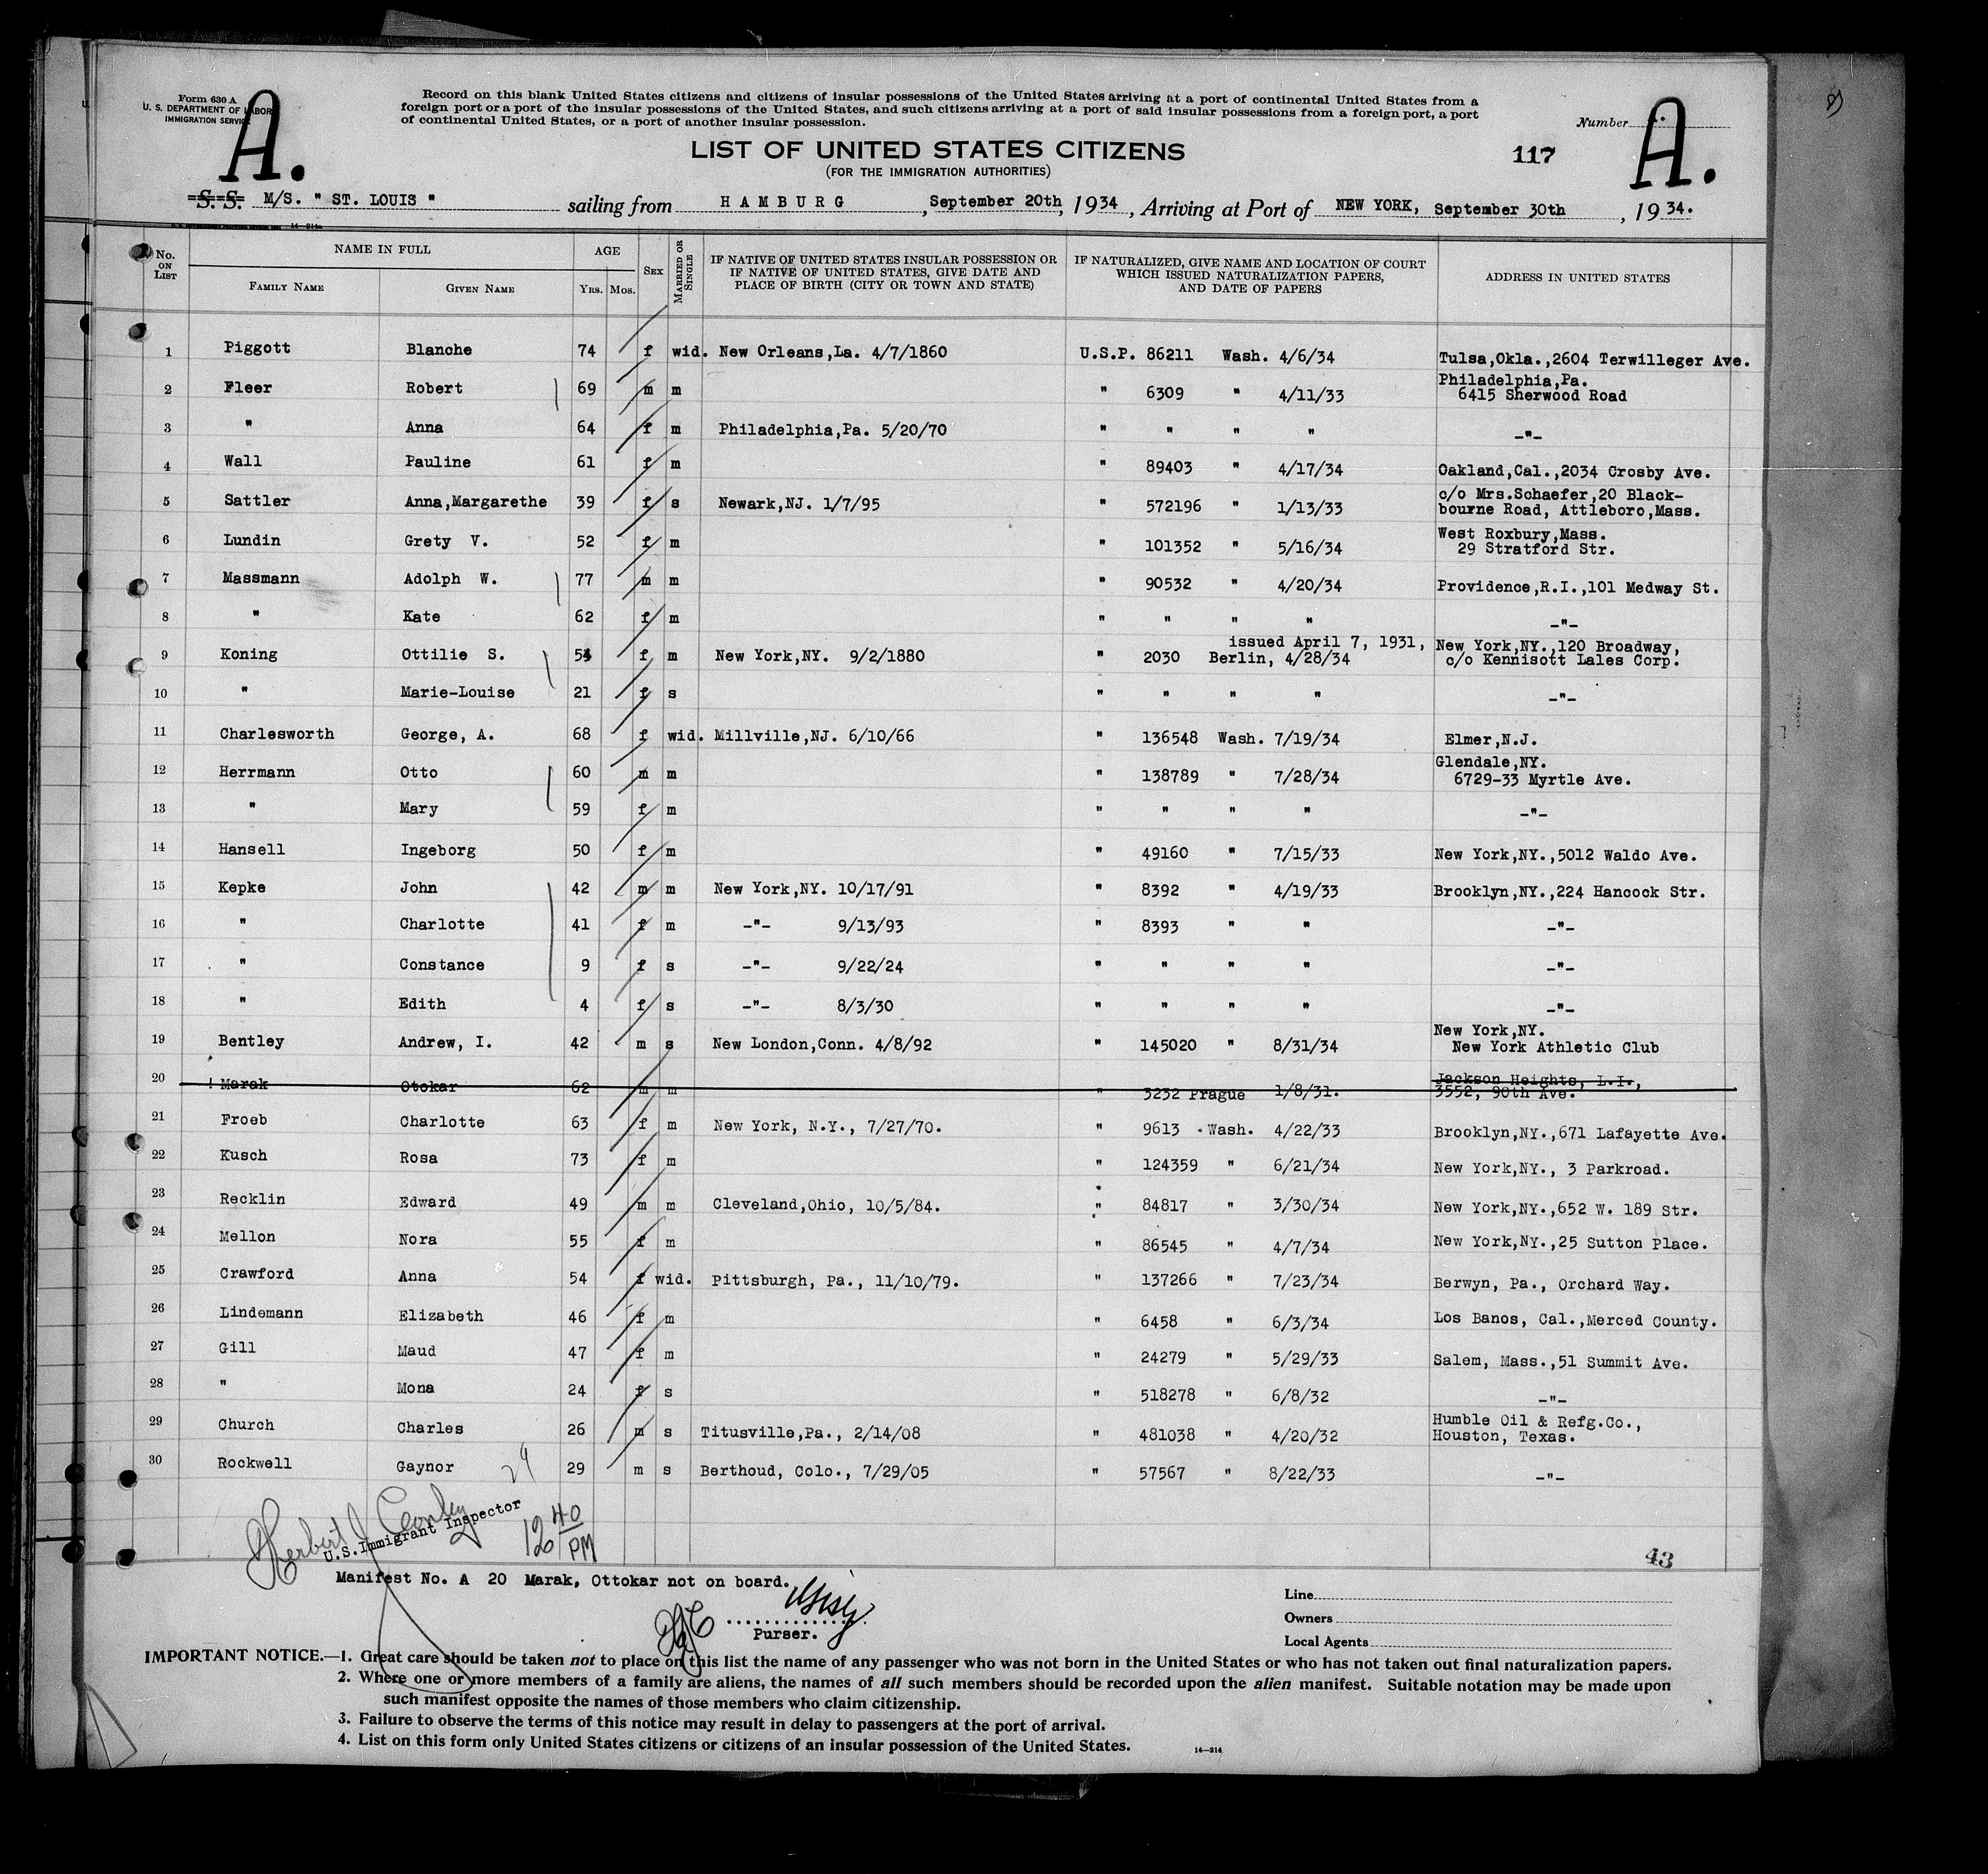 Form 630 A
U. S. DEPARTMENT OF LABOR
IMMIGRATION SERVICE
A.
Record on this blank United States citizens and citizens of insular possessions of the United States arriving at a port of continental United States from a
foreign port or a port of the insular possessions of the United States, and such citizens arriving at a port of said insular possessions from a foreign port, a port
of continental United States, or a port of another insular possession.
Number
LIST OF UNITED STATES CITIZENS
(FOR THE IMMIGRATION AUTHORITIES)
117
A.
S. S. M/S. " ST. LOUIS " sailing from HAMBURG, September 20th, 1934, Arriving at Port of NEW YORK, September 30th, 1934.
No. ON LIST NAME IN FULL AGE SEX MARRIED OR SINGLE IF NATIVE OF UNITED STATES INSULAR POSSESSION OR IF NATIVE OF UNITED STATES, GIVE DATE AND PLACE OF BIRTH (CITY OR TOWN AND STATE) IF NATURALIZED, GIVE NAME AND LOCATION OF COURT WHICH ISSUED NATURALIZATION PAPERS, AND DATE OF PAPERS ADDRESS IN UNITED STATES
FAMILY NAME GIVEN NAME YRS. MOS.
1 Piggott Blanche 74 f wid. New Orleans,La. 4/7/1860 U.S.P. 86211 Wash. 4/6/34 Tulsa,Okla.,2604 Terwilleger Ave.
2 Fleer Robert 69 m m " 6309 " 4/11/33 Philadelphia,Pa. 6415 Sherwood Road
3 " Anna 64 f m Philadelphia,Pa. 5/20/70 " " " " -"-
4 Wall Pauline 61 f m " 89403 " 4/17/34 Oakland,Cal.,2034 Crosby Ave.
5 Sattler Anna,Margarethe 39 f s Newark,NJ. 1/7/95 " 572196 " 1/13/33 c/o Mrs.Schaefer,20 Black- bourne Road, Attleboro,Mass.
6 Lundin Grety V. 52 f m " 101352 " 5/16/34 West Roxbury,Mass. 29 Stratford Str.
7 Massmann Adolph W. 77 m m " 90532 " 4/20/34 Providence,R.I.,101 Medway St.
8 " Kate 62 f m " " " " -"-
9 Koning Ottilie S. 54 f m New York,NY. 9/2/1880 " 2030 issued April 7, 1931, Berlin, 4/28/34 New York,NY.,120 Broadway, c/o Kennisott Lales Corp.
10 " Marie-Louise 21 f s " " " " -"-
11 Charlesworth George, A. 68 f wid. Millville,NJ. 6/10/66 " 136548 Wash. 7/19/34 Elmer,N.J.
12 Herrmann Otto 60 m m " 138789 " 7/28/34 Glendale,NY. 6729-33 Myrtle Ave.
13 " Mary 59 f m " " " " -"-
14 Hansell Ingeborg 50 f m " 49160 " 7/15/33 New York,NY.,5012 Waldo Ave.
15 Kepke John 42 m m New York,NY. 10/17/91 " 8392 " 4/19/33 Brooklyn,NY.,224 Hancock Str.
16 " Charlotte 41 f m -"- 9/13/93 " 8393 " " -"-
17 " Constance 9 f s -"- 9/22/24 " " " " -"-
18 " Edith 4 f s -"- 8/3/30 " " " " -"-
19 Bentley Andrew, I. 42 m s New London,Conn. 4/8/92 " 145020 " 8/31/34 New York,NY. New York Athletic Club
20 Marak Otokar 62 m m " 3232 Prague 1/8/31. Jackson Heights, L.I., 3552, 90th Ave.
21 Froeb Charlotte 63 f m New York, N.Y., 7/27/70. " 9613 Wash. 4/22/33 Brooklyn,NY.,671 Lafayette Ave.
22 Kusch Rosa 73 f m " 124359 " 6/21/34 New York,NY., 3 Parkroad.
23 Recklin Edward 49 m m Cleveland,Ohio, 10/5/84. " 84817 " 3/30/34 New York,NY.,652 W. 189 Str.
24 Mellon Nora 55 f m " 86545 " 4/7/34 New York,NY.,25 Sutton Place.
25 Crawford Anna 54 f wid. Pittsburgh, Pa., 11/10/79. " 137266 " 7/23/34 Berwyn, Pa., Orchard Way.
26 Lindemann Elizabeth 46 f m " 6458 " 6/3/34 Los Banos, Cal.,Merced County.
27 Gill Maud 47 f m " 24279 " 5/29/33 Salem, Mass.,51 Summit Ave.
28 " Mona 24 f s " 518278 " 6/8/32 -"-
29 Church Charles 26 m s Titusville,Pa., 2/14/08 " 481038 " 4/20/32 Humble Oil & Refg.Co., Houston, Texas.
30 Rockwell Gaynor 29 m s Berthoud, Colo., 7/29/05 " 57567 " 8/22/33 -"-
29
Herbert J
U.S.Immigrant Inspector
12 40 PM
43
Manifest No. A 20 Marak, Ottokar not on board.
Purser.
Line
Owners
Local Agents
IMPORTANT NOTICE.—1. Great care should be taken not to place on this list the name of any passenger who was not born in the United States or who has not taken out final naturalization papers.
2. Where one or more members of a family are aliens, the names of all such members should be recorded upon the alien manifest. Suitable notation may be made upon
such manifest opposite the names of those members who claim citizenship.
3. Failure to observe the terms of this notice may result in delay to passengers at the port of arrival.
4. List on this form only United States citizens or citizens of an insular possession of the United States.
14—214